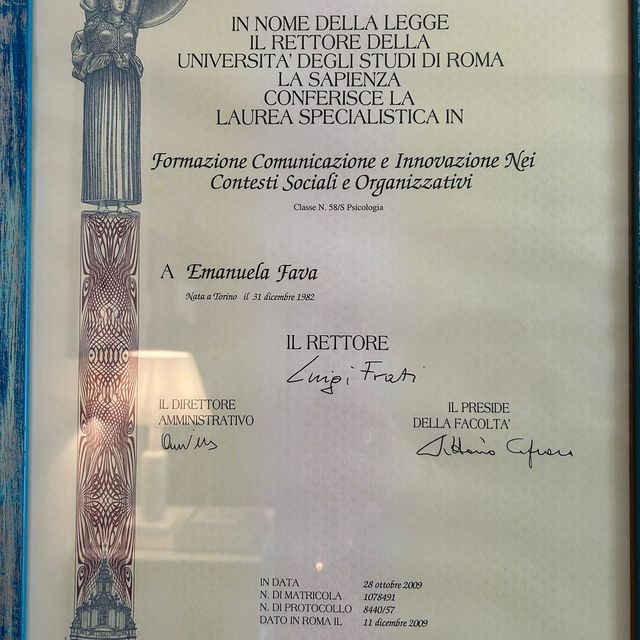 IN NOME DELLA LEGGE
IL RETTORE DELLA
UNIVERSITA' DEGLI STUDI DI ROMA
LA SAPIENZA
CONFERISCE LA
LAUREA SPECIALISTICA IN
Formazione Comunicazione e Innovazione Nei
Contesti Sociali e Organizzativi
Classe N. 58/S Psicologia
A Emanuela Fava
Nata a Torino il 31 dicembre 1982
IL RETTORE
Luigi Frati
IL DIRETTORE
AMMINISTRATIVO
IL PRESIDE
DELLA FACOLTA'
IN DATA 28 ottobre 2009
N. DI MATRICOLA 1078491
N. DI PROTOCOLLO 8440/57
DATO IN ROMA IL 11 dicembre 2009